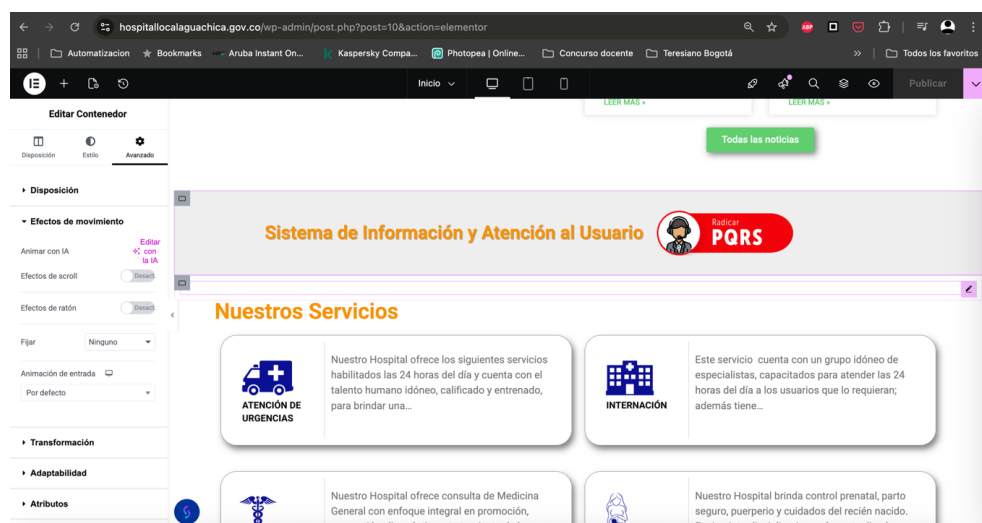 hospitallocalaguachica.gov.co/wp-admin/post.php?post=10&action=elementor
ABP
Automatizacion
Bookmarks
Aruba Instant On...
Kaspersky Compa...
Photopea | Online...
Concurso docente
Teresiano Bogotá
Todos los favoritos
Inicio
Publicar
Editar Contenedor
Disposición
Estilo
Avanzado
Disposición
Efectos de movimiento
Animar con IA
Editar
con
la IA
Efectos de scroll
Desact.
Efectos de ratón
Desact.
Fijar
Ninguno
Animación de entrada
Por defecto
Transformación
Adaptabilidad
Atributos
LEER MÁS »
LEER MÁS »
Todas las noticias
Sistema de Información y Atención al Usuario
Radicar
PQRS
Nuestros Servicios
ATENCIÓN DE
URGENCIAS
Nuestro Hospital ofrece los siguientes servicios
habilitados las 24 horas del día y cuenta con el
talento humano idóneo, calificado y entrenado,
para brindar una...
INTERNACIÓN
Este servicio cuenta con un grupo idóneo de
especialistas, capacitados para atender las 24
horas del día a los usuarios que lo requieran;
además tiene...
Nuestro Hospital ofrece consulta de Medicina
General con enfoque integral en promoción,
Nuestro Hospital brinda control prenatal, parto
seguro, puerperio y cuidados del recién nacido.